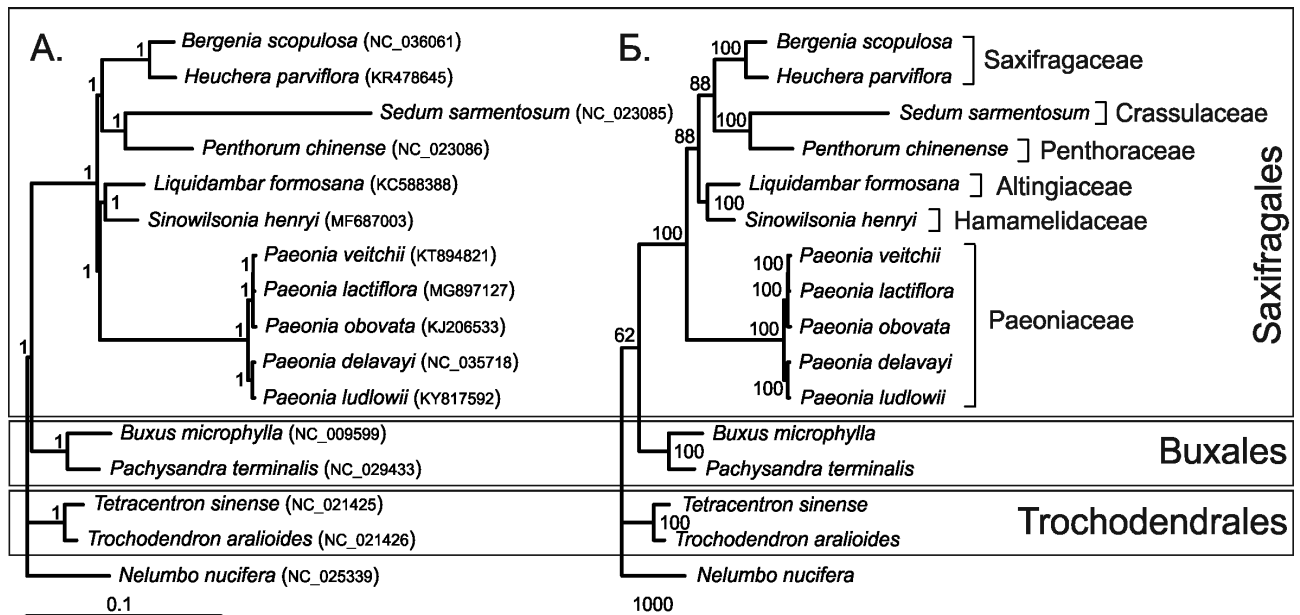 А.
1
Bergenia scopulosa (NC_036061)
Heuchera parviflora (KR478645)
1
1
Sedum sarmentosum (NC_023085)
Penthorum chinense (NC_023086)
1
Liquidambar formosana (KC588388)
1
Sinowilsonia henryi (MF687003)
1
Paeonia veitchii (KT894821)
1
Paeonia lactiflora (MG897127)
1
Paeonia obovata (KJ206533)
1
Paeonia delavayi (NC_035718)
1
Paeonia ludlowii (KY817592)
1
1
Buxus microphylla (NC_009599)
Pachysandra terminalis (NC_029433)
1
Tetracentron sinense (NC_021425)
Trochodendron aralioides (NC_021426)
Nelumbo nucifera (NC_025339)
0.1
Б.
100
Bergenia scopulosa
Heuchera parviflora
Saxifragaceae
88
100
Sedum sarmentosum
Crassulaceae
88
Penthorum chinenense
Penthoraceae
Liquidambar formosana
Altingiaceae
100
Sinowilsonia henryi
Hamamelidaceae
100
100
Paeonia veitchii
100
Paeonia lactiflora
100
Paeonia obovata
Paeoniaceae
Paeonia delavayi
100
Paeonia ludlowii
62
100
Buxus microphylla
Pachysandra terminalis
100
Tetracentron sinense
Trochodendron aralioides
Nelumbo nucifera
1000
Saxifragales
Buxales
Trochodendrales